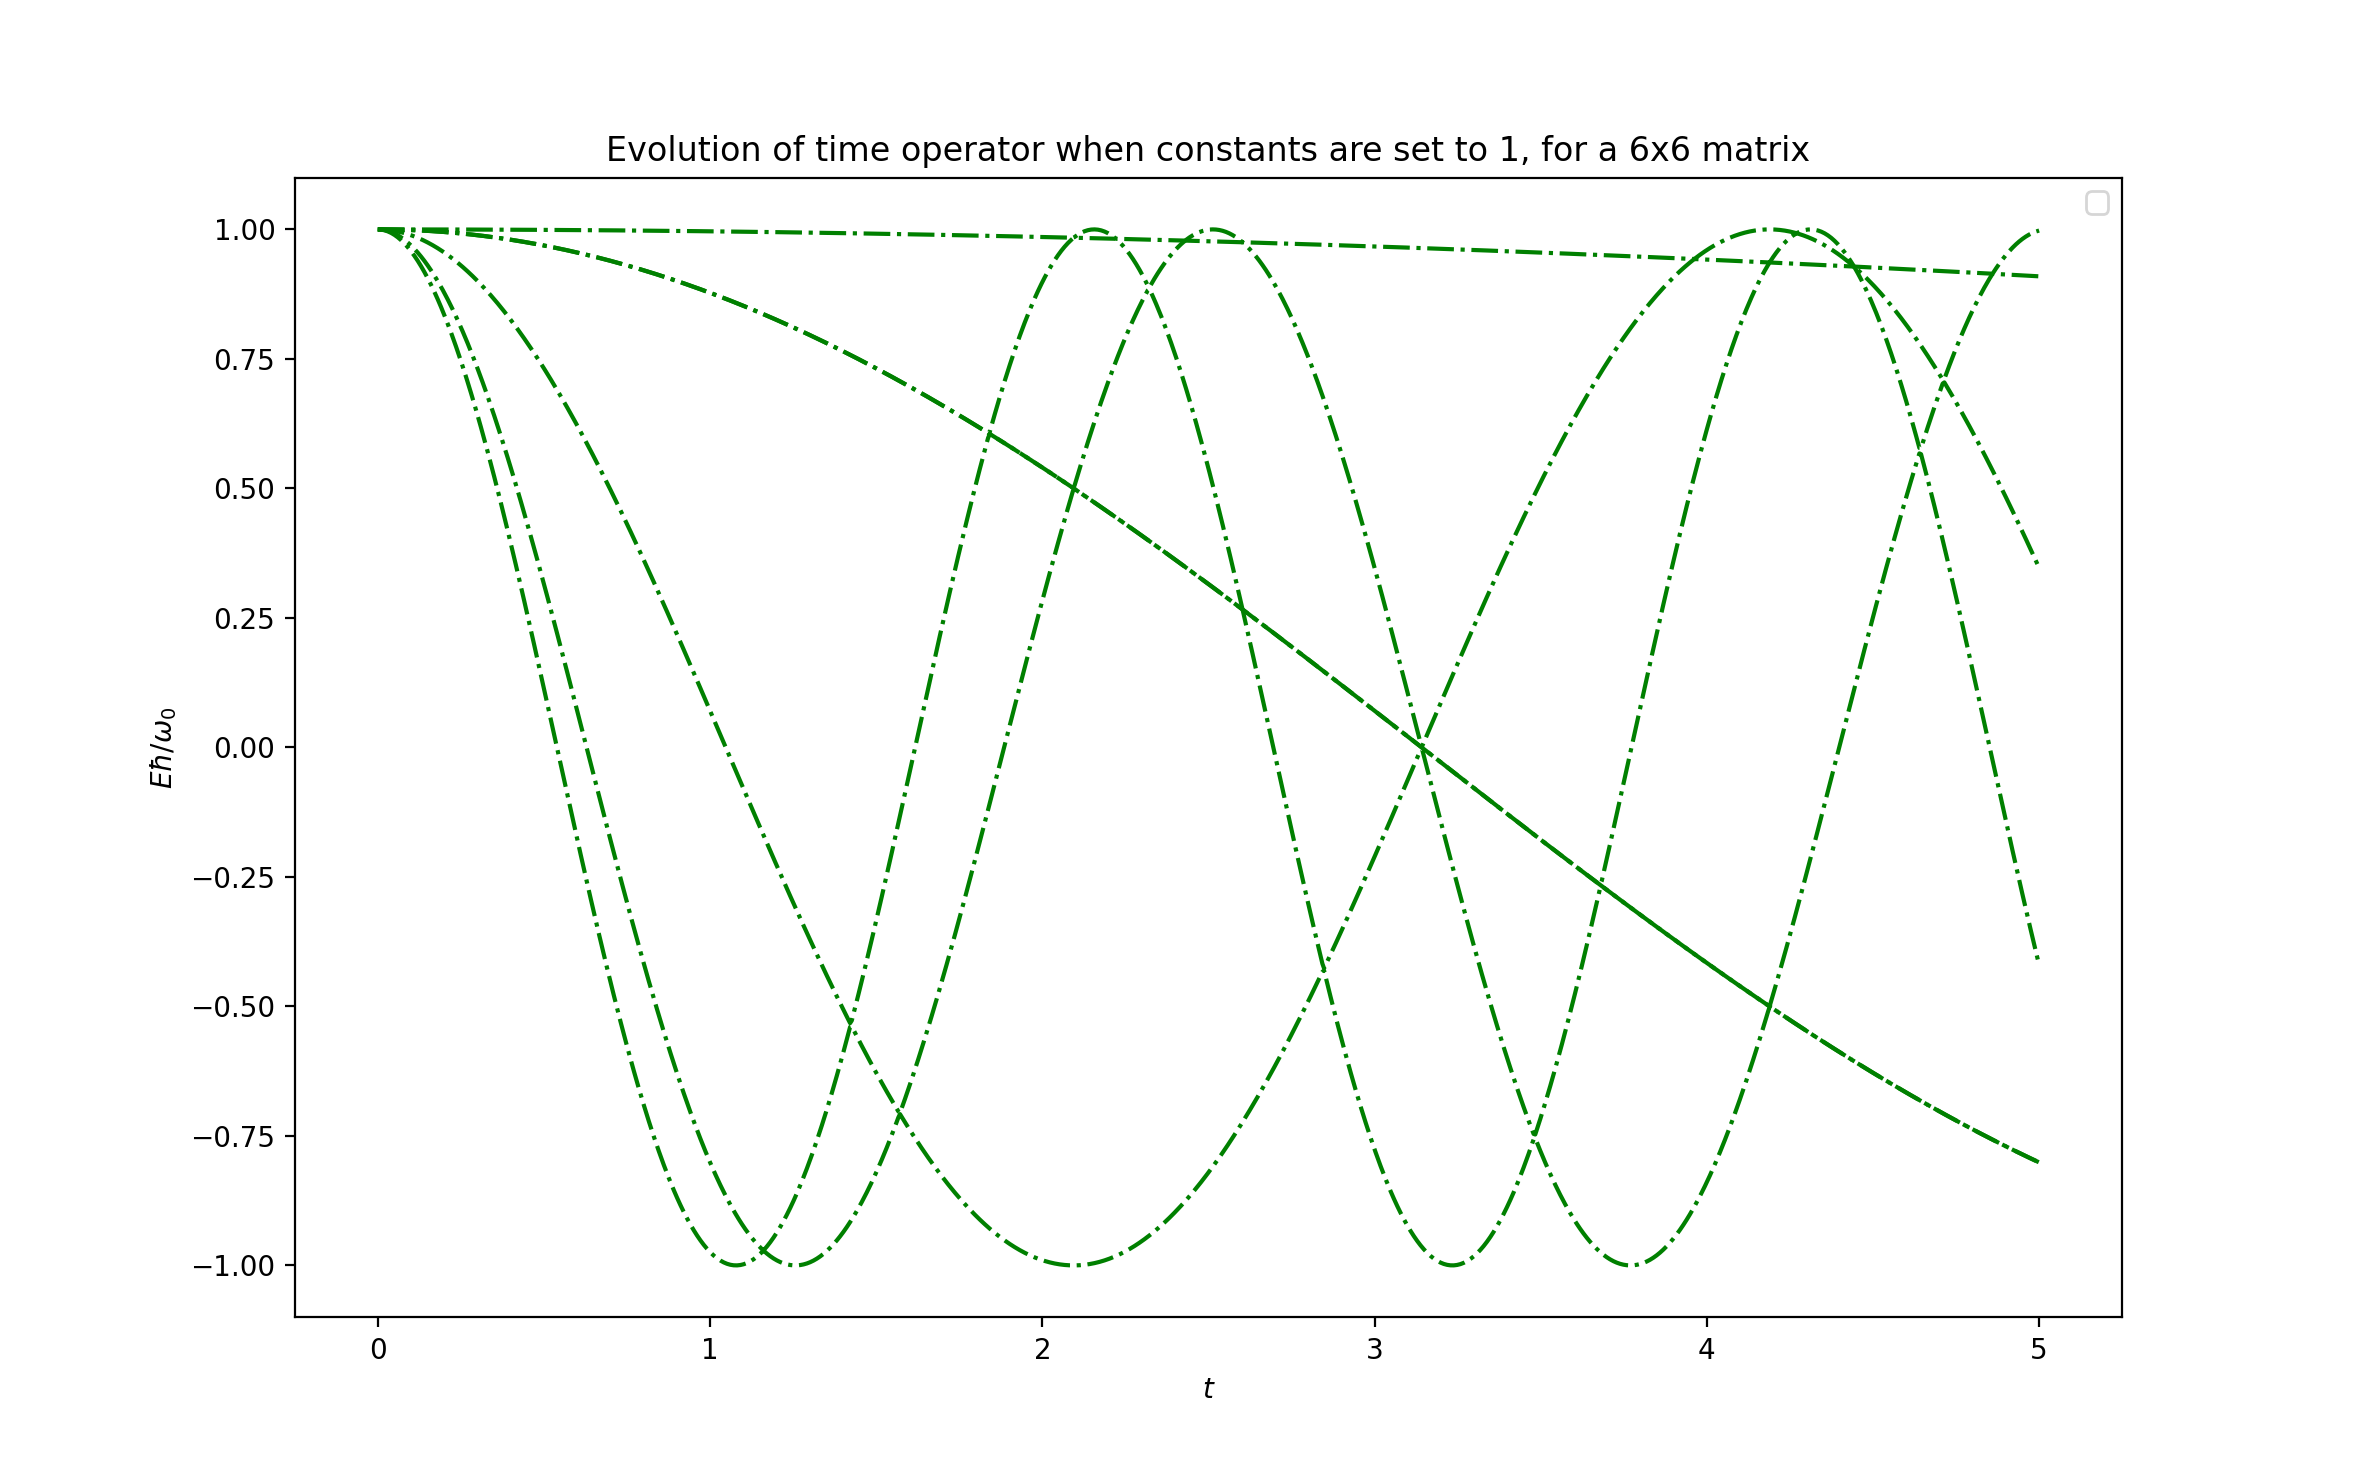 Evolution of time operator when constants are set to 1, for a 6x6 matrix
1.00
0.75
0.50
0.25
0.00
−0.25
−0.50
−0.75
−1.00
Eħ/ω₀
0 1 2 3 4 5
t